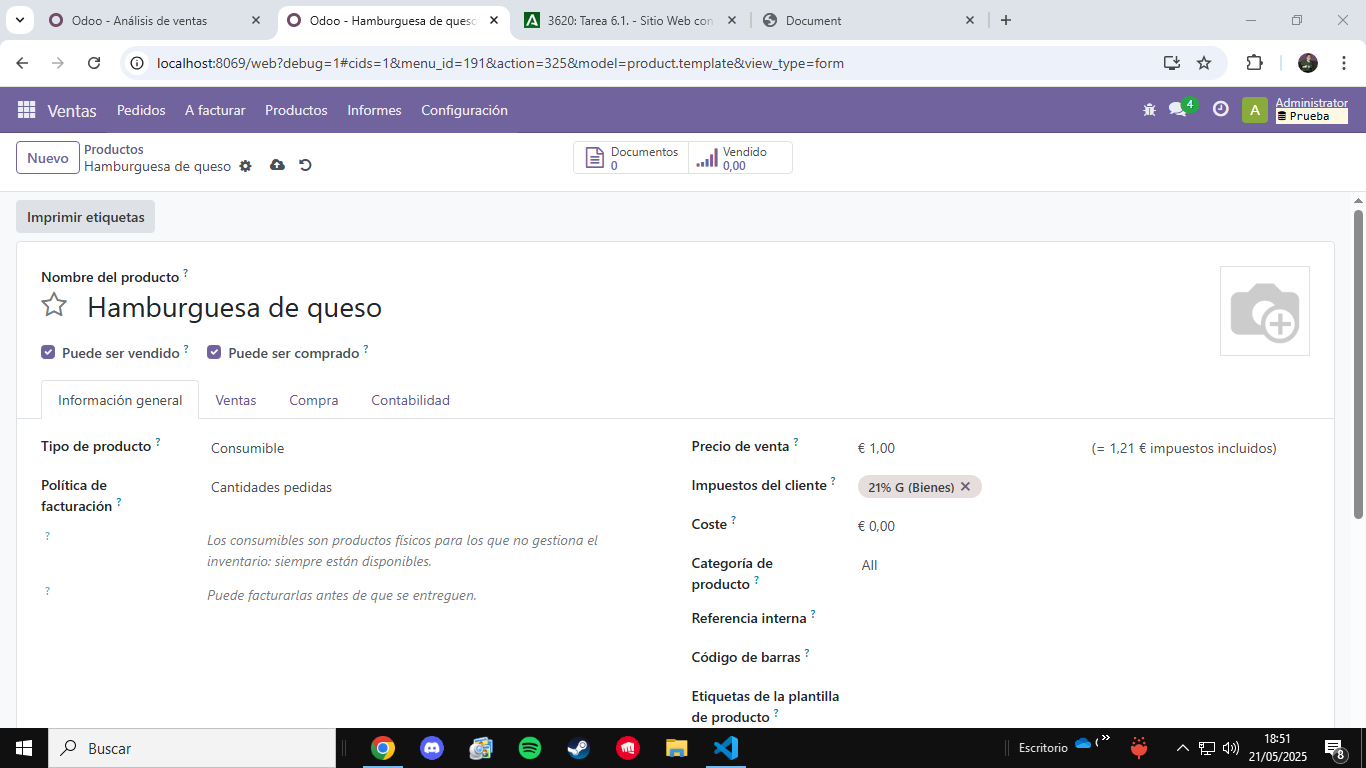 Odoo - Análisis de ventas
Odoo - Hamburguesa de queso
3620: Tarea 6.1. - Sitio Web con
Document
localhost:8069/web?debug=1#cids=1&menu_id=191&action=325&model=product.template&view_type=form
Ventas Pedidos A facturar Productos Informes Configuración 4 A Administrator
Prueba
Nuevo
Productos
Hamburguesa de queso
Documentos
0
Vendido
0,00
Imprimir etiquetas
Nombre del producto ?
Hamburguesa de queso
Puede ser vendido ? Puede ser comprado ?
Información general Ventas Compra Contabilidad
Tipo de producto ? Consumible
Política de facturación ? Cantidades pedidas
? Los consumibles son productos físicos para los que no gestiona el
inventario: siempre están disponibles.
? Puede facturarlas antes de que se entreguen.
Precio de venta ? € 1,00 (= 1,21 € impuestos incluidos)
Impuestos del cliente ? 21% G (Bienes)
Coste ? € 0,00
Categoría de
producto ? All
Referencia interna ?
Código de barras ?
Etiquetas de la plantilla
de producto ?
Buscar
Escritorio
18:51
21/05/2025
8